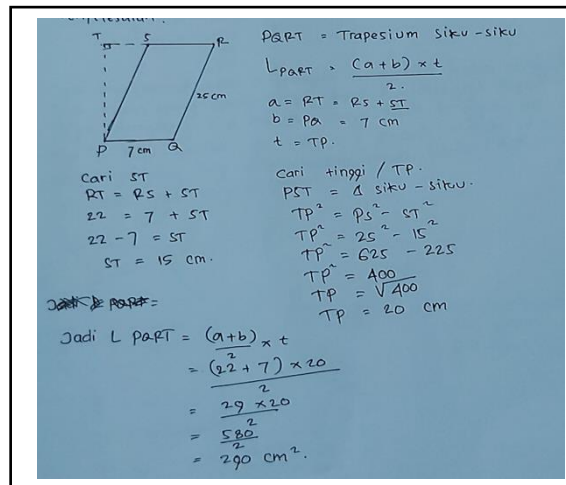 T S R
25 cm
P 7 cm Q
PQRT = Trapesium siku-siku
L PQRT = (a+b) × t
2.
a = RT = RS + ST
b = PQ = 7 cm
t = TP.
Cari ST
RT = RS + ST
22 = 7 + ST
22 - 7 = ST
ST = 15 cm.
Cari tinggi / TP.
PST = Δ siku - siku.
TP² = PS² - ST²
TP² = 25² - 15²
TP² = 625 - 225
TP² = 400
TP = √400
TP = 20 cm
Jadi L PQRT = (a+b) × t
2
= (22 + 7) × 20
2
= 29 × 20
2
= 580
2
= 290 cm².